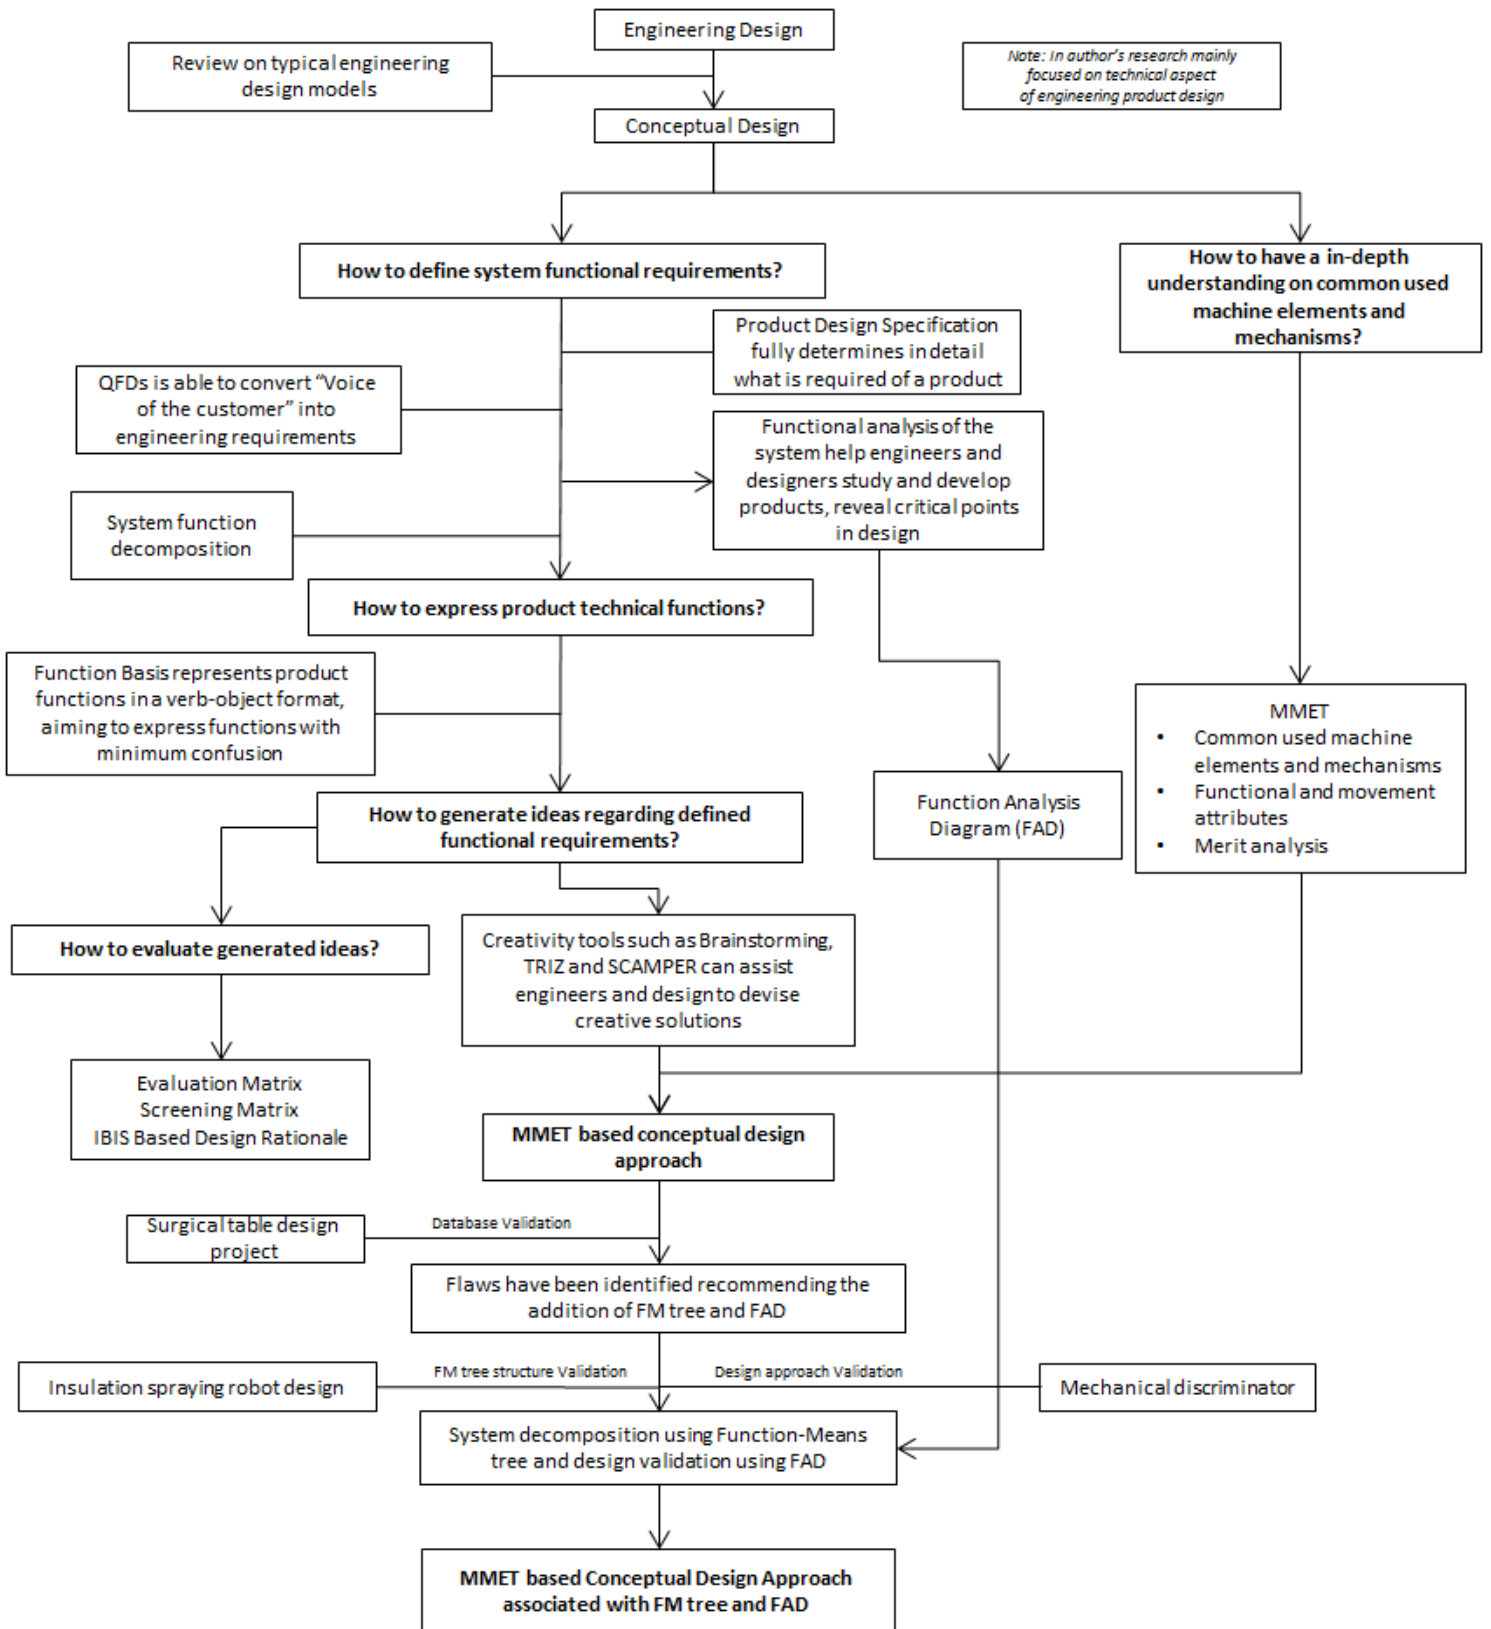 Engineering Design
Review on typical engineering
design models
Note: In author's research mainly
focused on technical aspect
of engineering product design
Conceptual Design
How to define system functional requirements?
How to have a in-depth
understanding on common used
machine elements and
mechanisms?
Product Design Specification
fully determines in detail
what is required of a product
QFDs is able to convert “Voice
of the customer” into
engineering requirements
Functional analysis of the
system help engineers and
designers study and develop
products, reveal critical points
in design
System function
decomposition
How to express product technical functions?
Function Basis represents product
functions in a verb-object format,
aiming to express functions with
minimum confusion
MMET
• Common used machine
elements and mechanisms
• Functional and movement
attributes
• Merit analysis
Function Analysis
Diagram (FAD)
How to generate ideas regarding defined
functional requirements?
How to evaluate generated ideas?
Creativity tools such as Brainstorming,
TRIZ and SCAMPER can assist
engineers and design to devise
creative solutions
Evaluation Matrix
Screening Matrix
IBIS Based Design Rationale
MMET based conceptual design
approach
Surgical table design
project
Database Validation
Flaws have been identified recommending the
addition of FM tree and FAD
Insulation spraying robot design
FM tree structure Validation
Design approach Validation
Mechanical discriminator
System decomposition using Function-Means
tree and design validation using FAD
MMET based Conceptual Design Approach
associated with FM tree and FAD